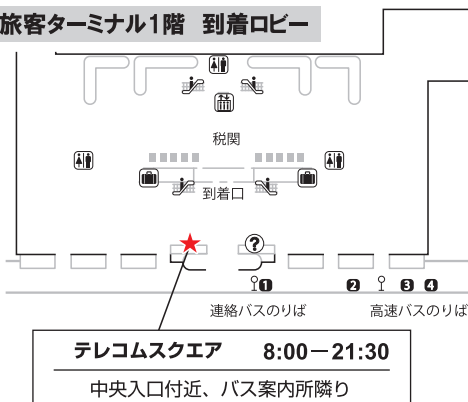 旅客ターミナル1階 到着ロビー
税関
到着口
?
1 2 3 4
連絡バスのりば 高速バスのりば
テレコムスクエア 8:00－21:30
中央入口付近、バス案内所隣り